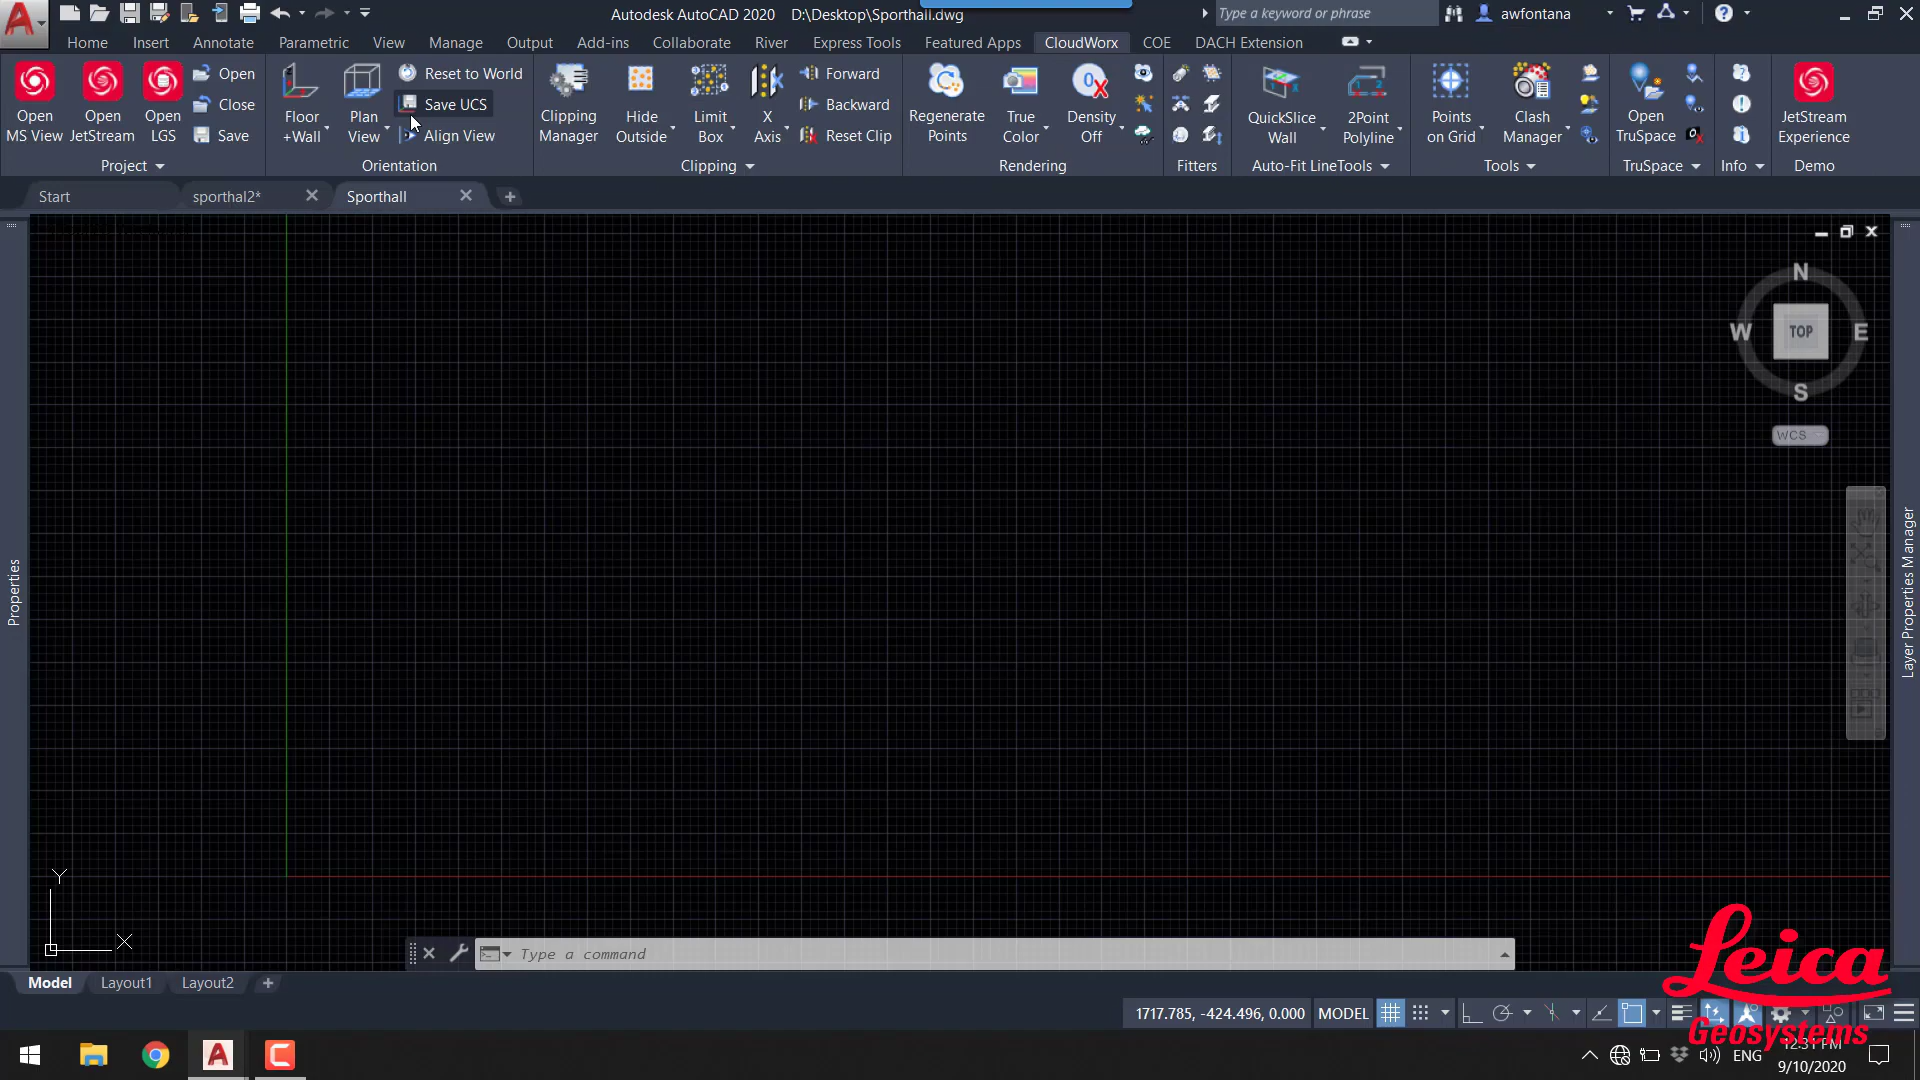 Autodesk AutoCAD 2020 D:\Desktop\Sporthall.dwg
Type a keyword or phrase
awfontana
Home Insert Annotate Parametric View Manage Output Add-ins Collaborate River Express Tools Featured Apps CloudWorx COE DACH Extension
Open MS View
Open JetStream
Open LGS
Open
Close
Save
Project
Floor +Wall
Plan View
Reset to World
Save UCS
Align View
Orientation
Clipping Manager
Hide Outside
Limit Box
X Axis
Forward
Backward
Reset Clip
Clipping
Regenerate Points
True Color
Density Off
Rendering
Fitters
QuickSlice Wall
2Point Polyline
Auto-Fit LineTools
Points on Grid
Clash Manager
Tools
Open TruSpace
TruSpace
Info
JetStream Experience
Demo
Start sporthal2* Sporthall
N
W TOP E
S
WCS
Properties
Layer Properties Manager
Y
X
Type a command
Model Layout1 Layout2
1717.785, -424.496, 0.000 MODEL
Leica
Geosystems
ENG
12:31 PM
9/10/2020